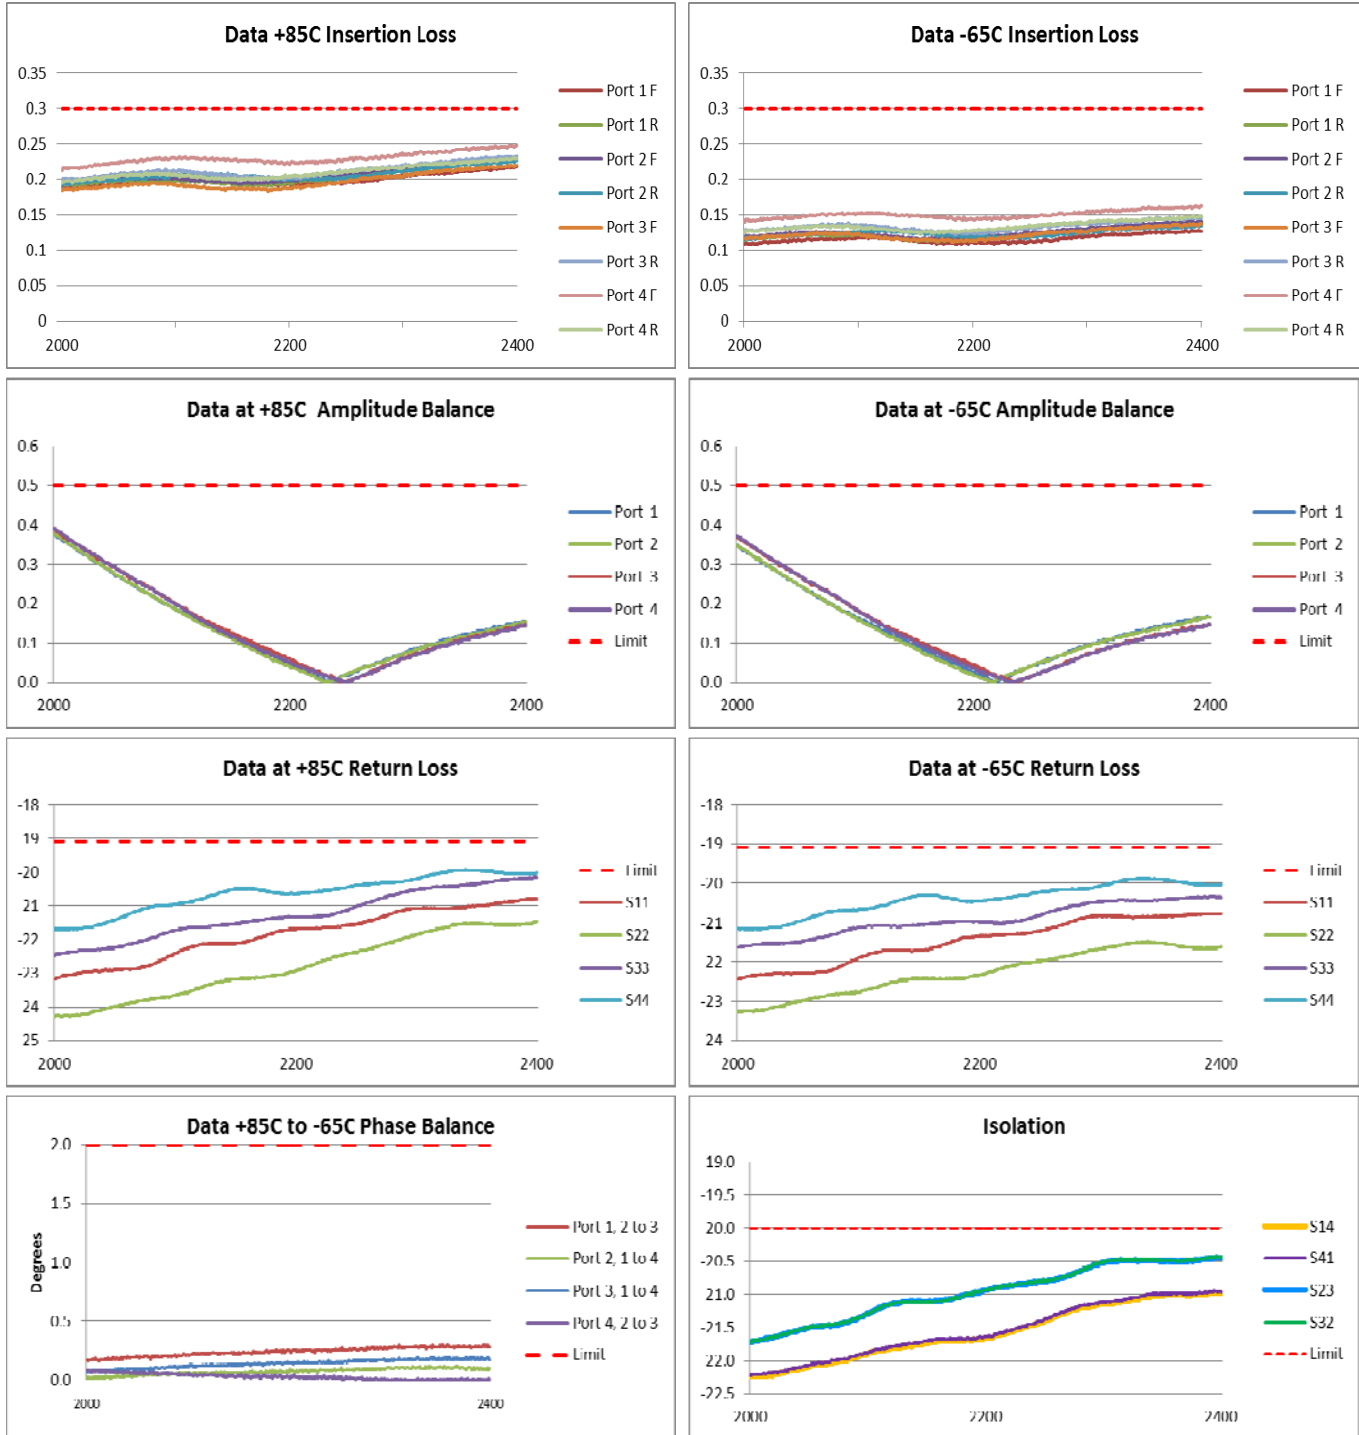 Data +85C Insertion Loss
0.35
0.3
0.25
0.2
0.15
0.1
0.05
0
2000
2200
2400
Port 1 F
Port 1 R
Port 2 F
Port 2 R
Port 3 F
Port 3 R
Port 4 F
Port 4 R
Data -65C Insertion Loss
0.35
0.3
0.25
0.2
0.15
0.1
0.05
0
2000
2200
2400
Port 1 F
Port 1 R
Port 2 F
Port 2 R
Port 3 F
Port 3 R
Port 4 F
Port 4 R
Data at +85C Amplitude Balance
0.6
0.5
0.4
0.3
0.2
0.1
0.0
2000
2200
2400
Port 1
Port 2
Port 3
Port 4
Limit
Data at -65C Amplitude Balance
0.6
0.5
0.4
0.3
0.2
0.1
0.0
2000
2200
2400
Port 1
Port 2
Port 3
Port 4
Limit
Data at +85C Return Loss
-18
19
-20
21
-22
-23
24
25
2000
2200
2400
Limit
S11
S22
S33
S44
Data at -65C Return Loss
-18
-19
-20
-21
22
-23
24
2000
2200
2400
Limit
S11
S22
S33
S44
Data +85C to -65C Phase Balance
Degrees
2.0
1.5
1.0
0.5
0.0
2000
2400
Port 1, 2 to 3
Port 2, 1 to 4
Port 3, 1 to 4
Port 4, 2 to 3
Limit
Isolation
19.0
-19.5
20.0
-20.5
21.0
-21.5
22.0
-22.5
2000
2200
2400
S14
S41
S23
S32
Limit